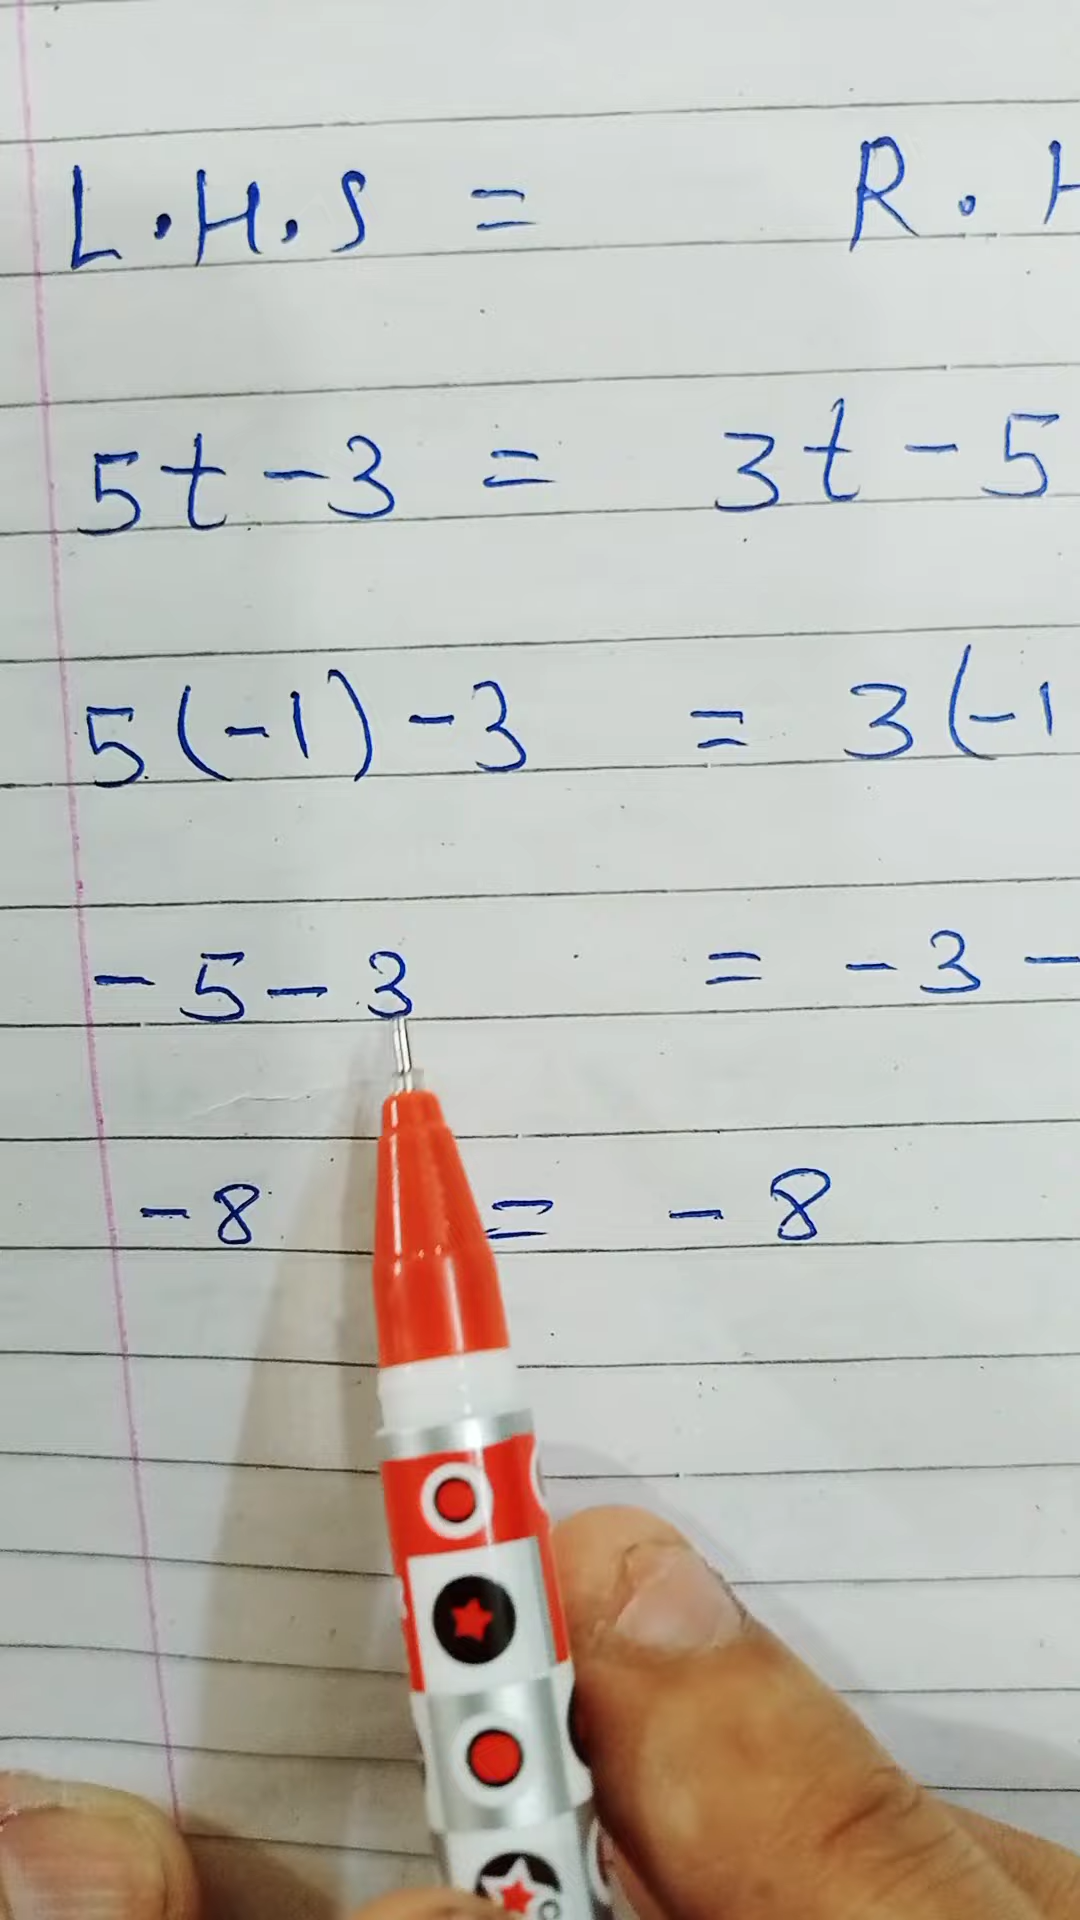 L.H.S = R.H
5t - 3 = 3t - 5
5(-1) - 3 = 3(-1
- 5 - 3 = - 3 -
- 8 = - 8